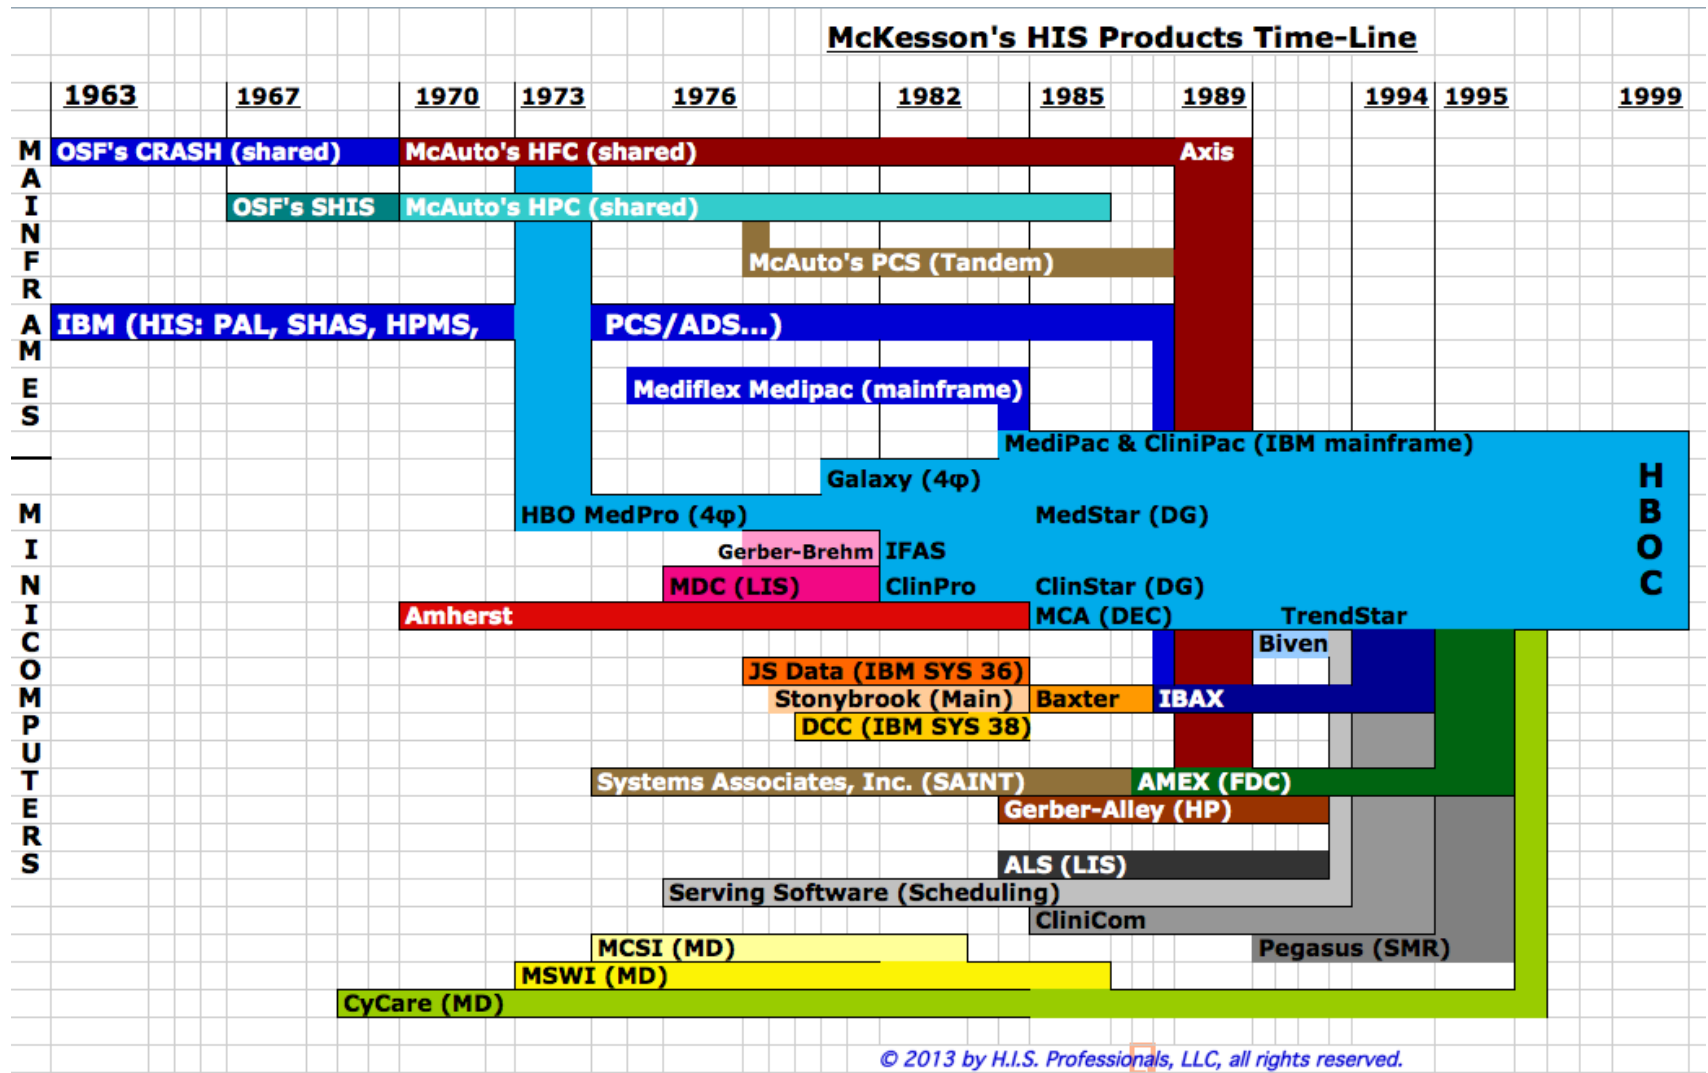 McKesson's HIS Products Time-Line
1963 1967 1970 1973 1976 1982 1985 1989 1994 1995 1999
MAINFRAMES | MINICOMPUTERS
OSF's CRASH (shared) McAuto's HFC (shared) Axis
OSF's SHIS McAuto's HPC (shared)
McAuto's PCS (Tandem)
IBM (HIS: PAL, SHAS, HPMS, PCS/ADS...)
Mediflex Medipac (mainframe)
MediPac & CliniPac (IBM mainframe)
Galaxy (4φ)
HBO MedPro (4φ) MedStar (DG)
HBOC
Gerber-Brehm IFAS
MDC (LIS) ClinPro ClinStar (DG)
Amherst MCA (DEC) TrendStar
Biven
JS Data (IBM SYS 36)
Stonybrook (Main) Baxter IBAX
DCC (IBM SYS 38)
Systems Associates, Inc. (SAINT) AMEX (FDC)
Gerber-Alley (HP)
ALS (LIS)
Serving Software (Scheduling)
CliniCom
MCSI (MD) Pegasus (SMR)
MSWI (MD)
CyCare (MD)
© 2013 by H.I.S. Professionals, LLC, all rights reserved.